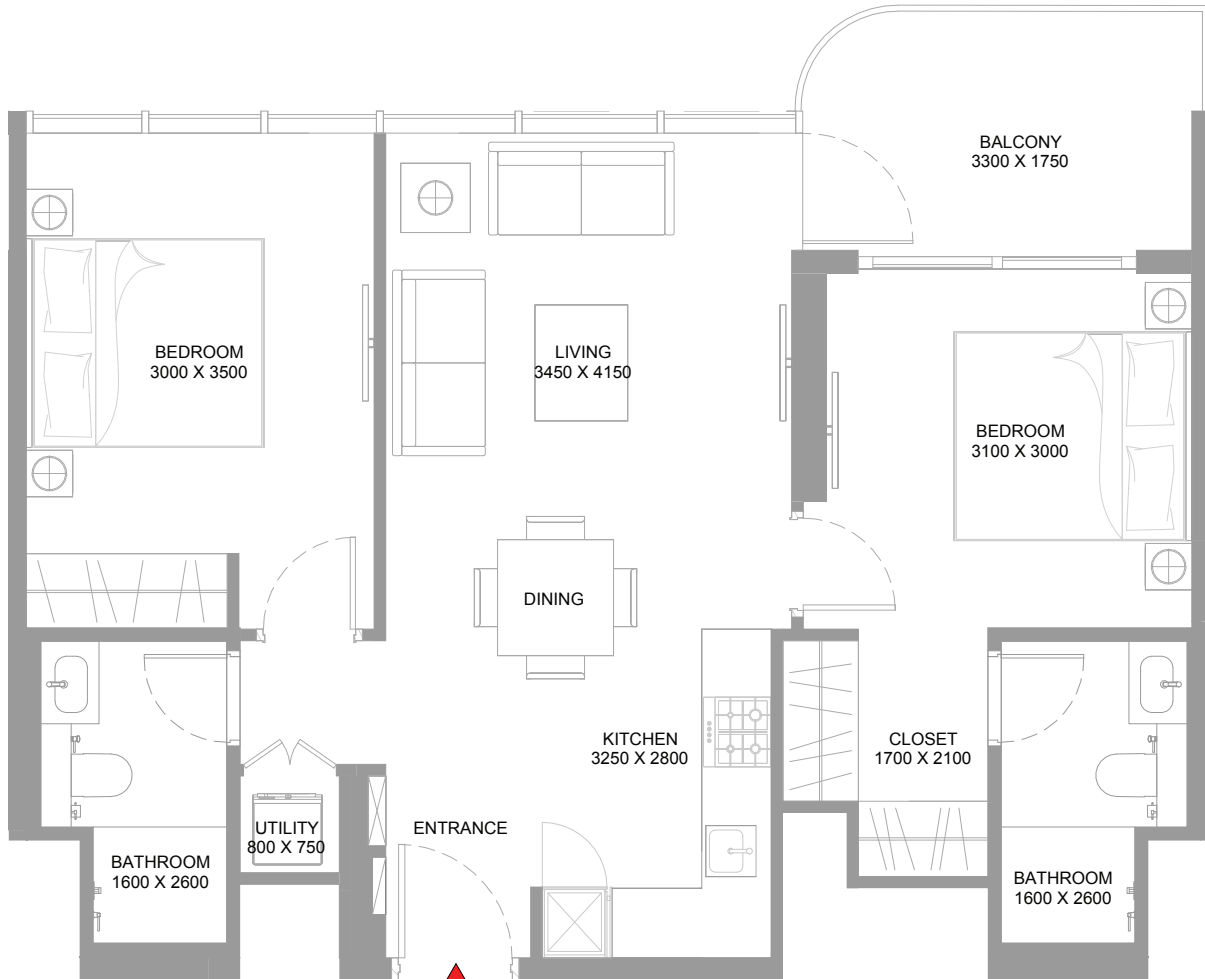 BALCONY
3300 X 1750
BEDROOM
3000 X 3500
LIVING
3450 X 4150
BEDROOM
3100 X 3000
DINING
KITCHEN
3250 X 2800
CLOSET
1700 X 2100
UTILITY
800 X 750
ENTRANCE
BATHROOM
1600 X 2600
BATHROOM
1600 X 2600